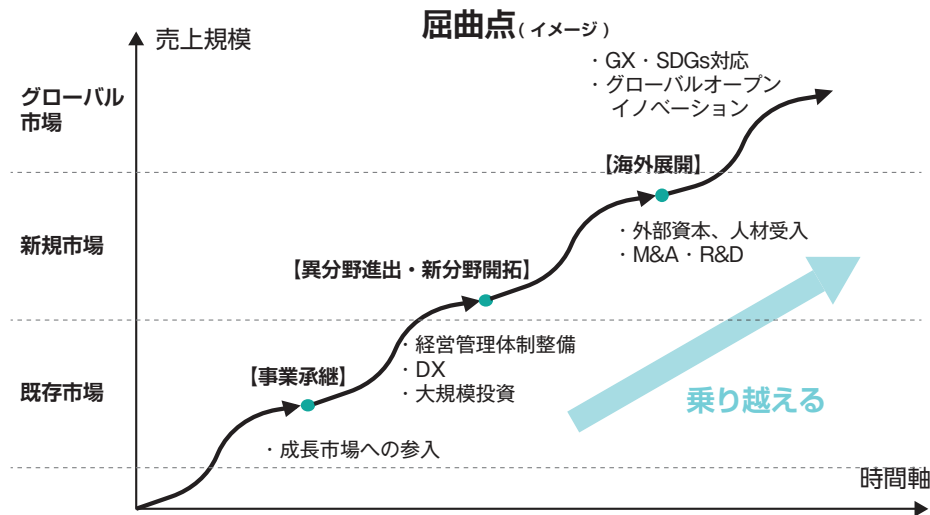 屈曲点(イメージ)
売上規模
・GX・SDGs対応
・グローバルオープン
イノベーション
グローバル
市場
【海外展開】
・外部資本、人材受入
・M&A・R&D
新規市場
【異分野進出・新分野開拓】
・経営管理体制整備
・DX
・大規模投資
【事業承継】
既存市場
乗り越える
・成長市場への参入
時間軸